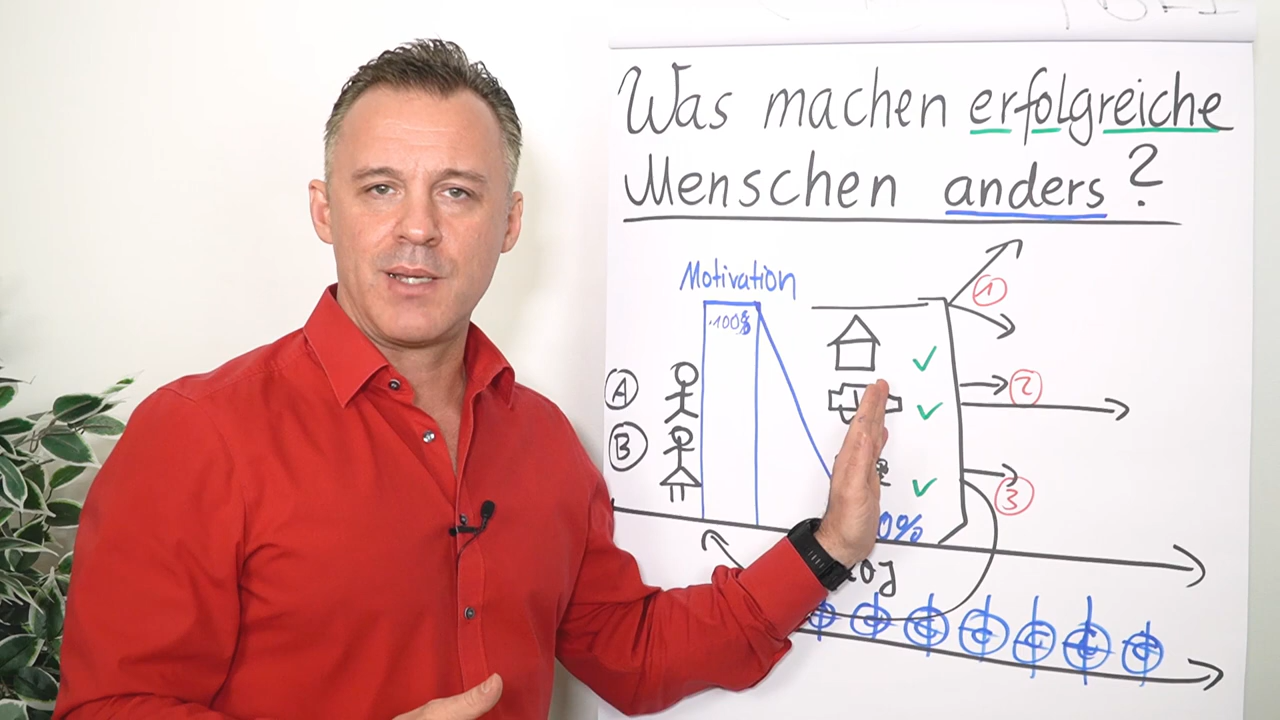 Was machen erfolgreiche
Menschen anders?
Motivation
100%
1
A
2
B
3
0%